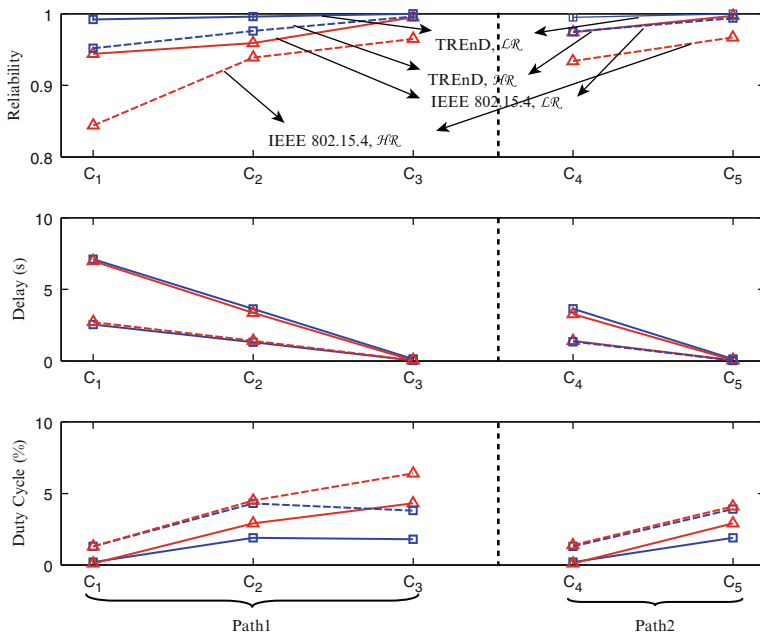 1
0.9
0.8
Reliability
TREnD, LR
TREnD, HR
IEEE 802.15.4, LR
IEEE 802.15.4, HR
C1 C2 C3 C4 C5
10
5
0
Delay (s)
C1 C2 C3 C4 C5
10
5
0
Duty Cycle (%)
C1 C2 C3 C4 C5
Path1 Path2